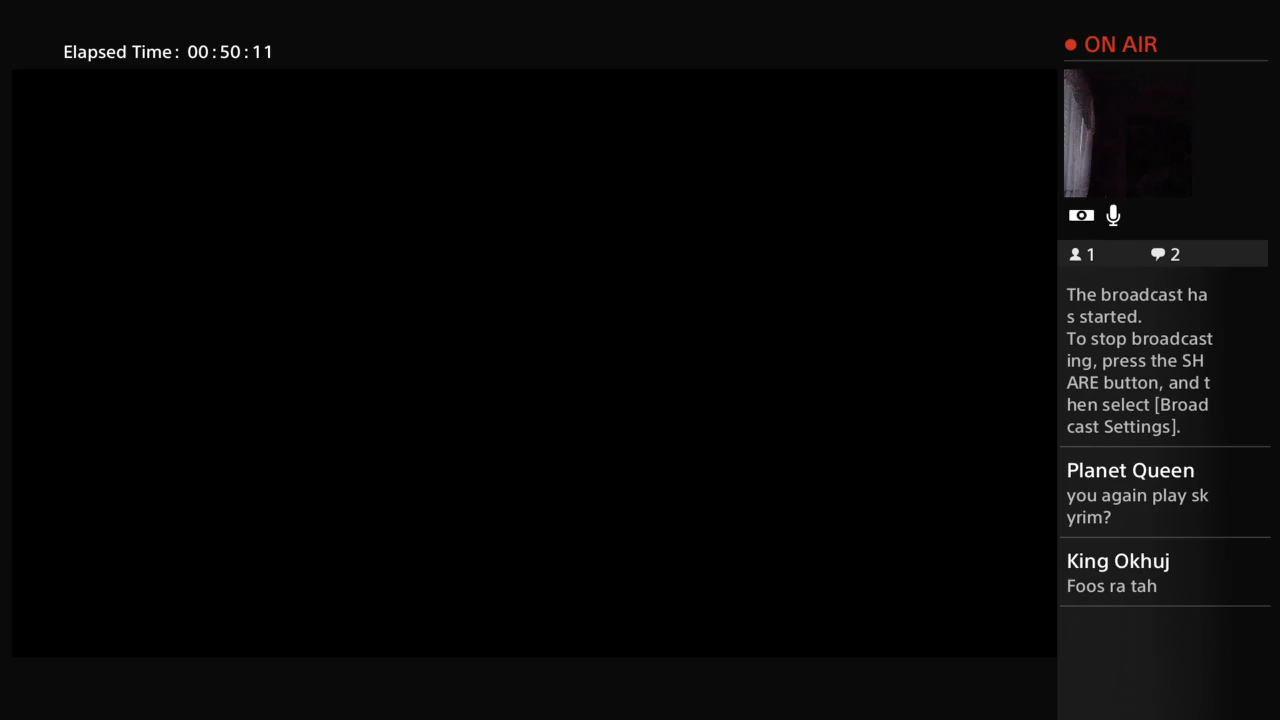 Elapsed Time: 00:50:11
ON AIR
1 2
The broadcast ha
s started.
To stop broadcast
ing, press the SH
ARE button, and t
hen select [Broad
cast Settings].
Planet Queen
you again play sk
yrim?
King Okhuj
Foos ra tah